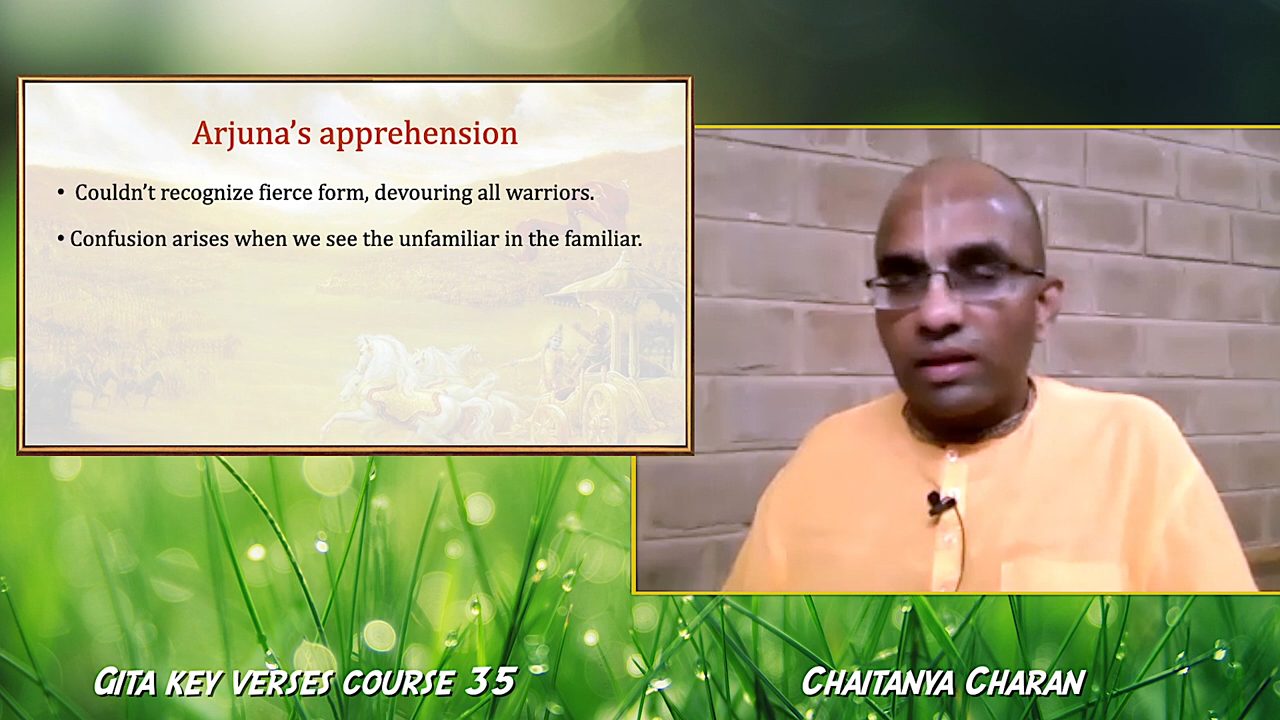 Arjuna’s apprehension
• Couldn’t recognize fierce form, devouring all warriors.
• Confusion arises when we see the unfamiliar in the familiar.
GITA KEY VERSES COURSE 35
CHAITANYA CHARAN